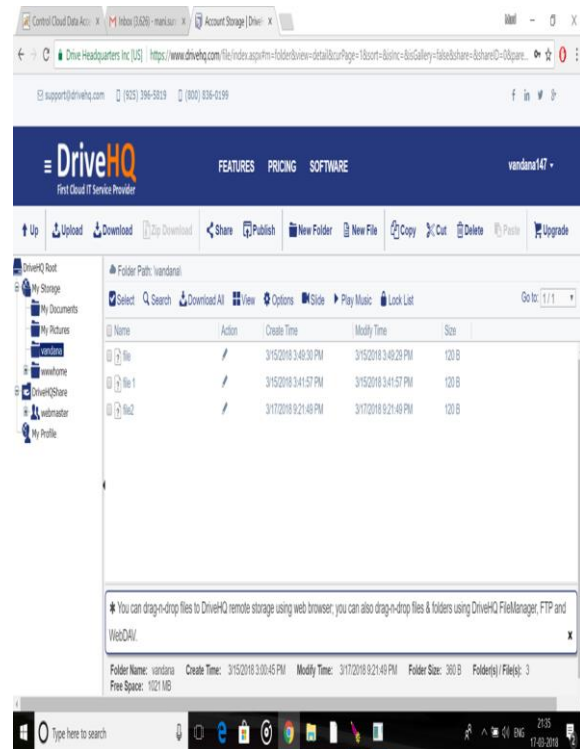 Control Cloud Data Acc
Inbox (3,626) - mani.sur
Account Storage | Drive
Drive Headquarters Inc [US]
https://www.drivehq.com/file/index.aspx#m=folder&view=detail&curPage=1&sort=&isInc=&isGallery=false&share=&shareID=0&pare...
support@drivehq.com (925) 396-5819 (800) 836-0199
DriveHQ
First Cloud IT Service Provider
FEATURES PRICING SOFTWARE
vandana147
Up Upload Download Zip Download Share Publish New Folder New File Copy Cut Delete Paste Upgrade
DriveHQ Root
My Storage
My Documents
My Pictures
vandana
wwwhome
DriveHQShare
webmaster
My Profile
Folder Path: \vandana\
Select Search Download All View Options Slide Play Music Lock List Go to: 1 / 1
Name Action Create Time Modify Time Size
file 3/15/2018 3:49:30 PM 3/15/2018 3:49:29 PM 120 B
file 1 3/15/2018 3:41:57 PM 3/15/2018 3:41:57 PM 120 B
file2 3/17/2018 9:21:49 PM 3/17/2018 9:21:49 PM 120 B
* You can drag-n-drop files to DriveHQ remote storage using web browser; you can also drag-n-drop files & folders using DriveHQ FileManager, FTP and
WebDAV. x
Folder Name: vandana Create Time: 3/15/2018 3:00:45 PM Modify Time: 3/17/2018 9:21:49 PM Folder Size: 360 B Folder(s) / File(s): 3
Free Space: 1021 MB
Type here to search
ENG
21:35
17-03-2018